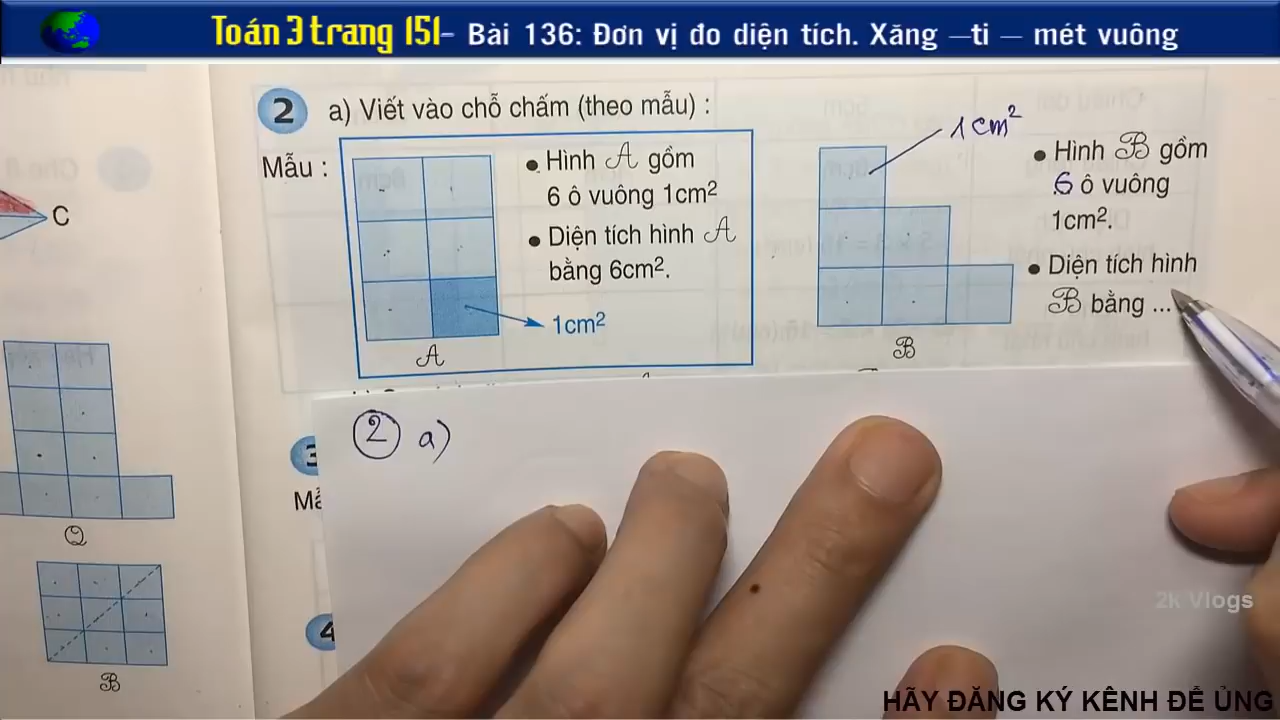 Toán 3 trang 151- Bài 136: Đơn vị đo diện tích. Xăng –ti – mét vuông
2 a) Viết vào chỗ chấm (theo mẫu) :
Mẫu :
A
Hình A gồm
6 ô vuông 1cm²
Diện tích hình A
bằng 6cm².
1cm²
1cm²
B
Hình B gồm
6 ô vuông
1cm².
Diện tích hình
B bằng ...
C
Q
B
2 a)
3
4
2k Vlogs
HÃY ĐĂNG KÝ KÊNH ĐỂ ỦNG